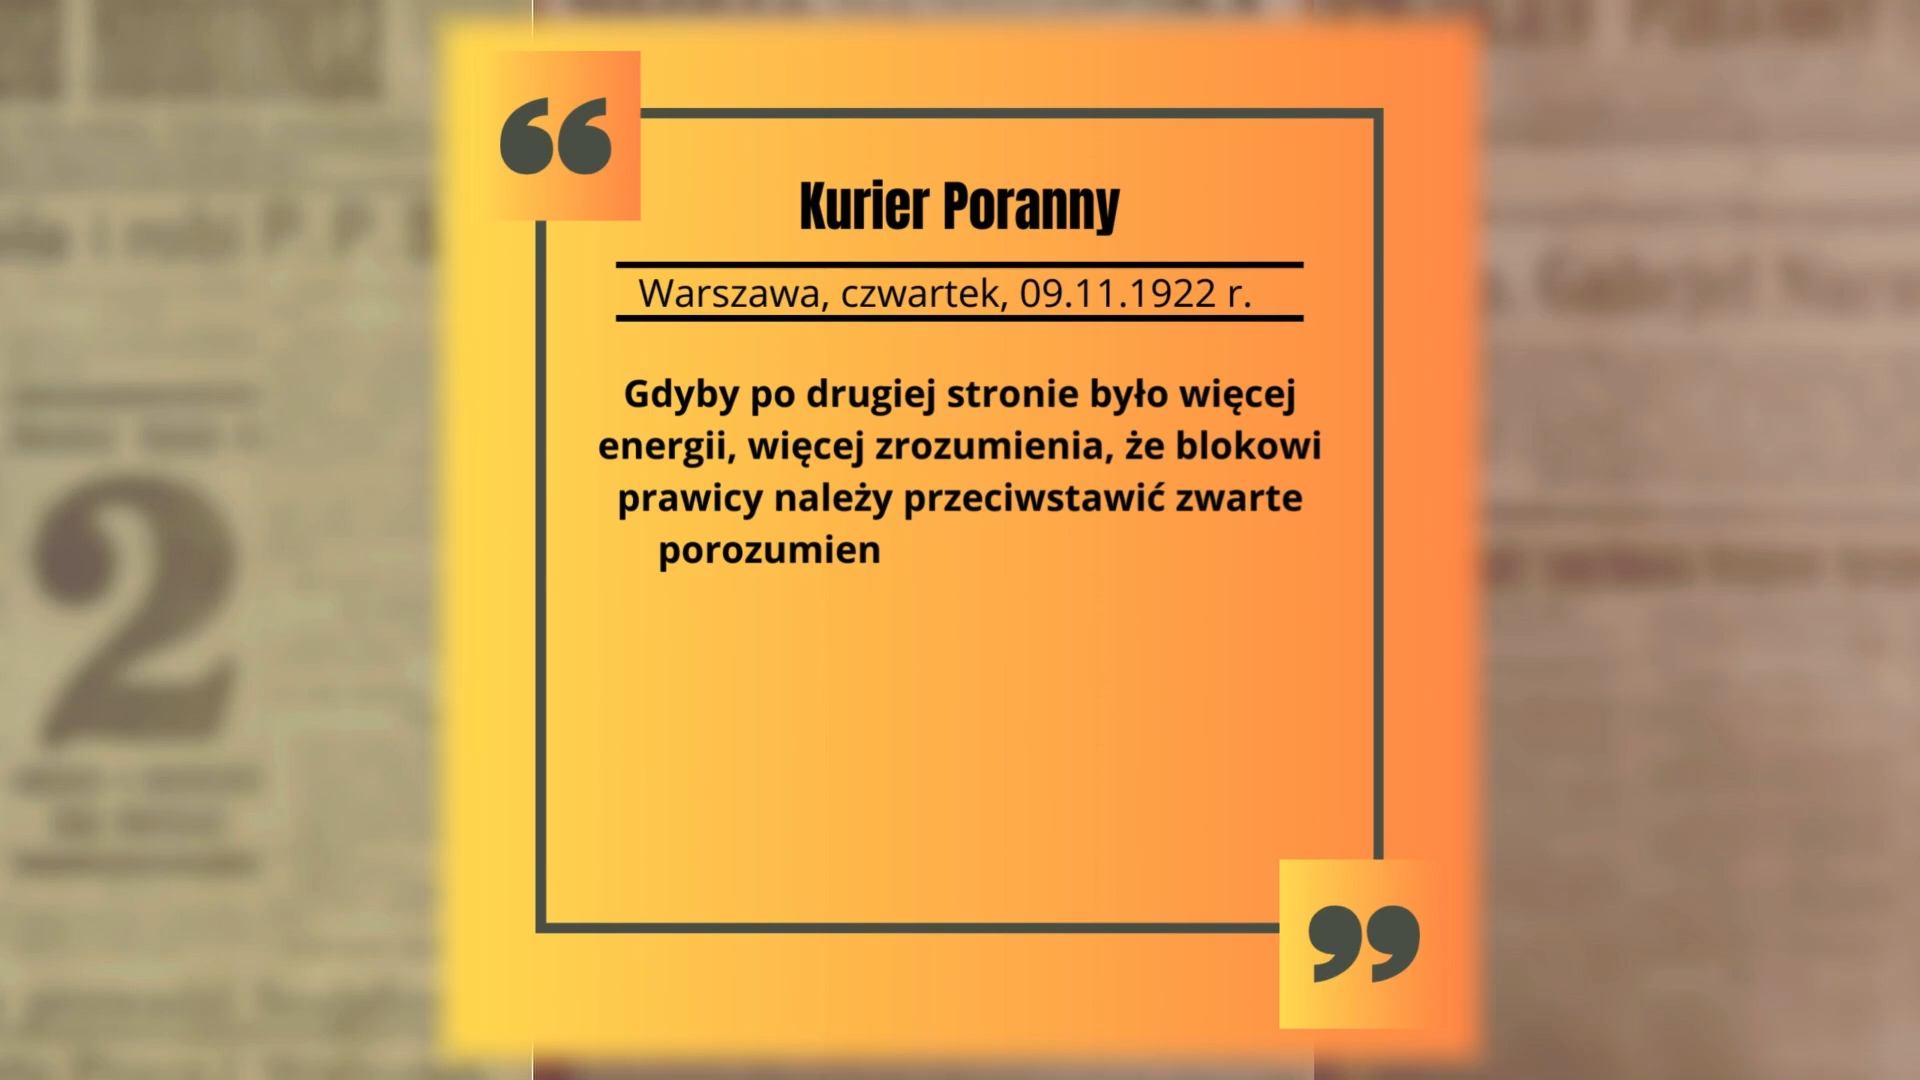 Kurier Poranny
Warszawa, czwartek, 09.11.1922 r.
Gdyby po drugiej stronie było więcej
energii, więcej zrozumienia, że blokowi
prawicy należy przeciwstawić zwarte
porozumien
2